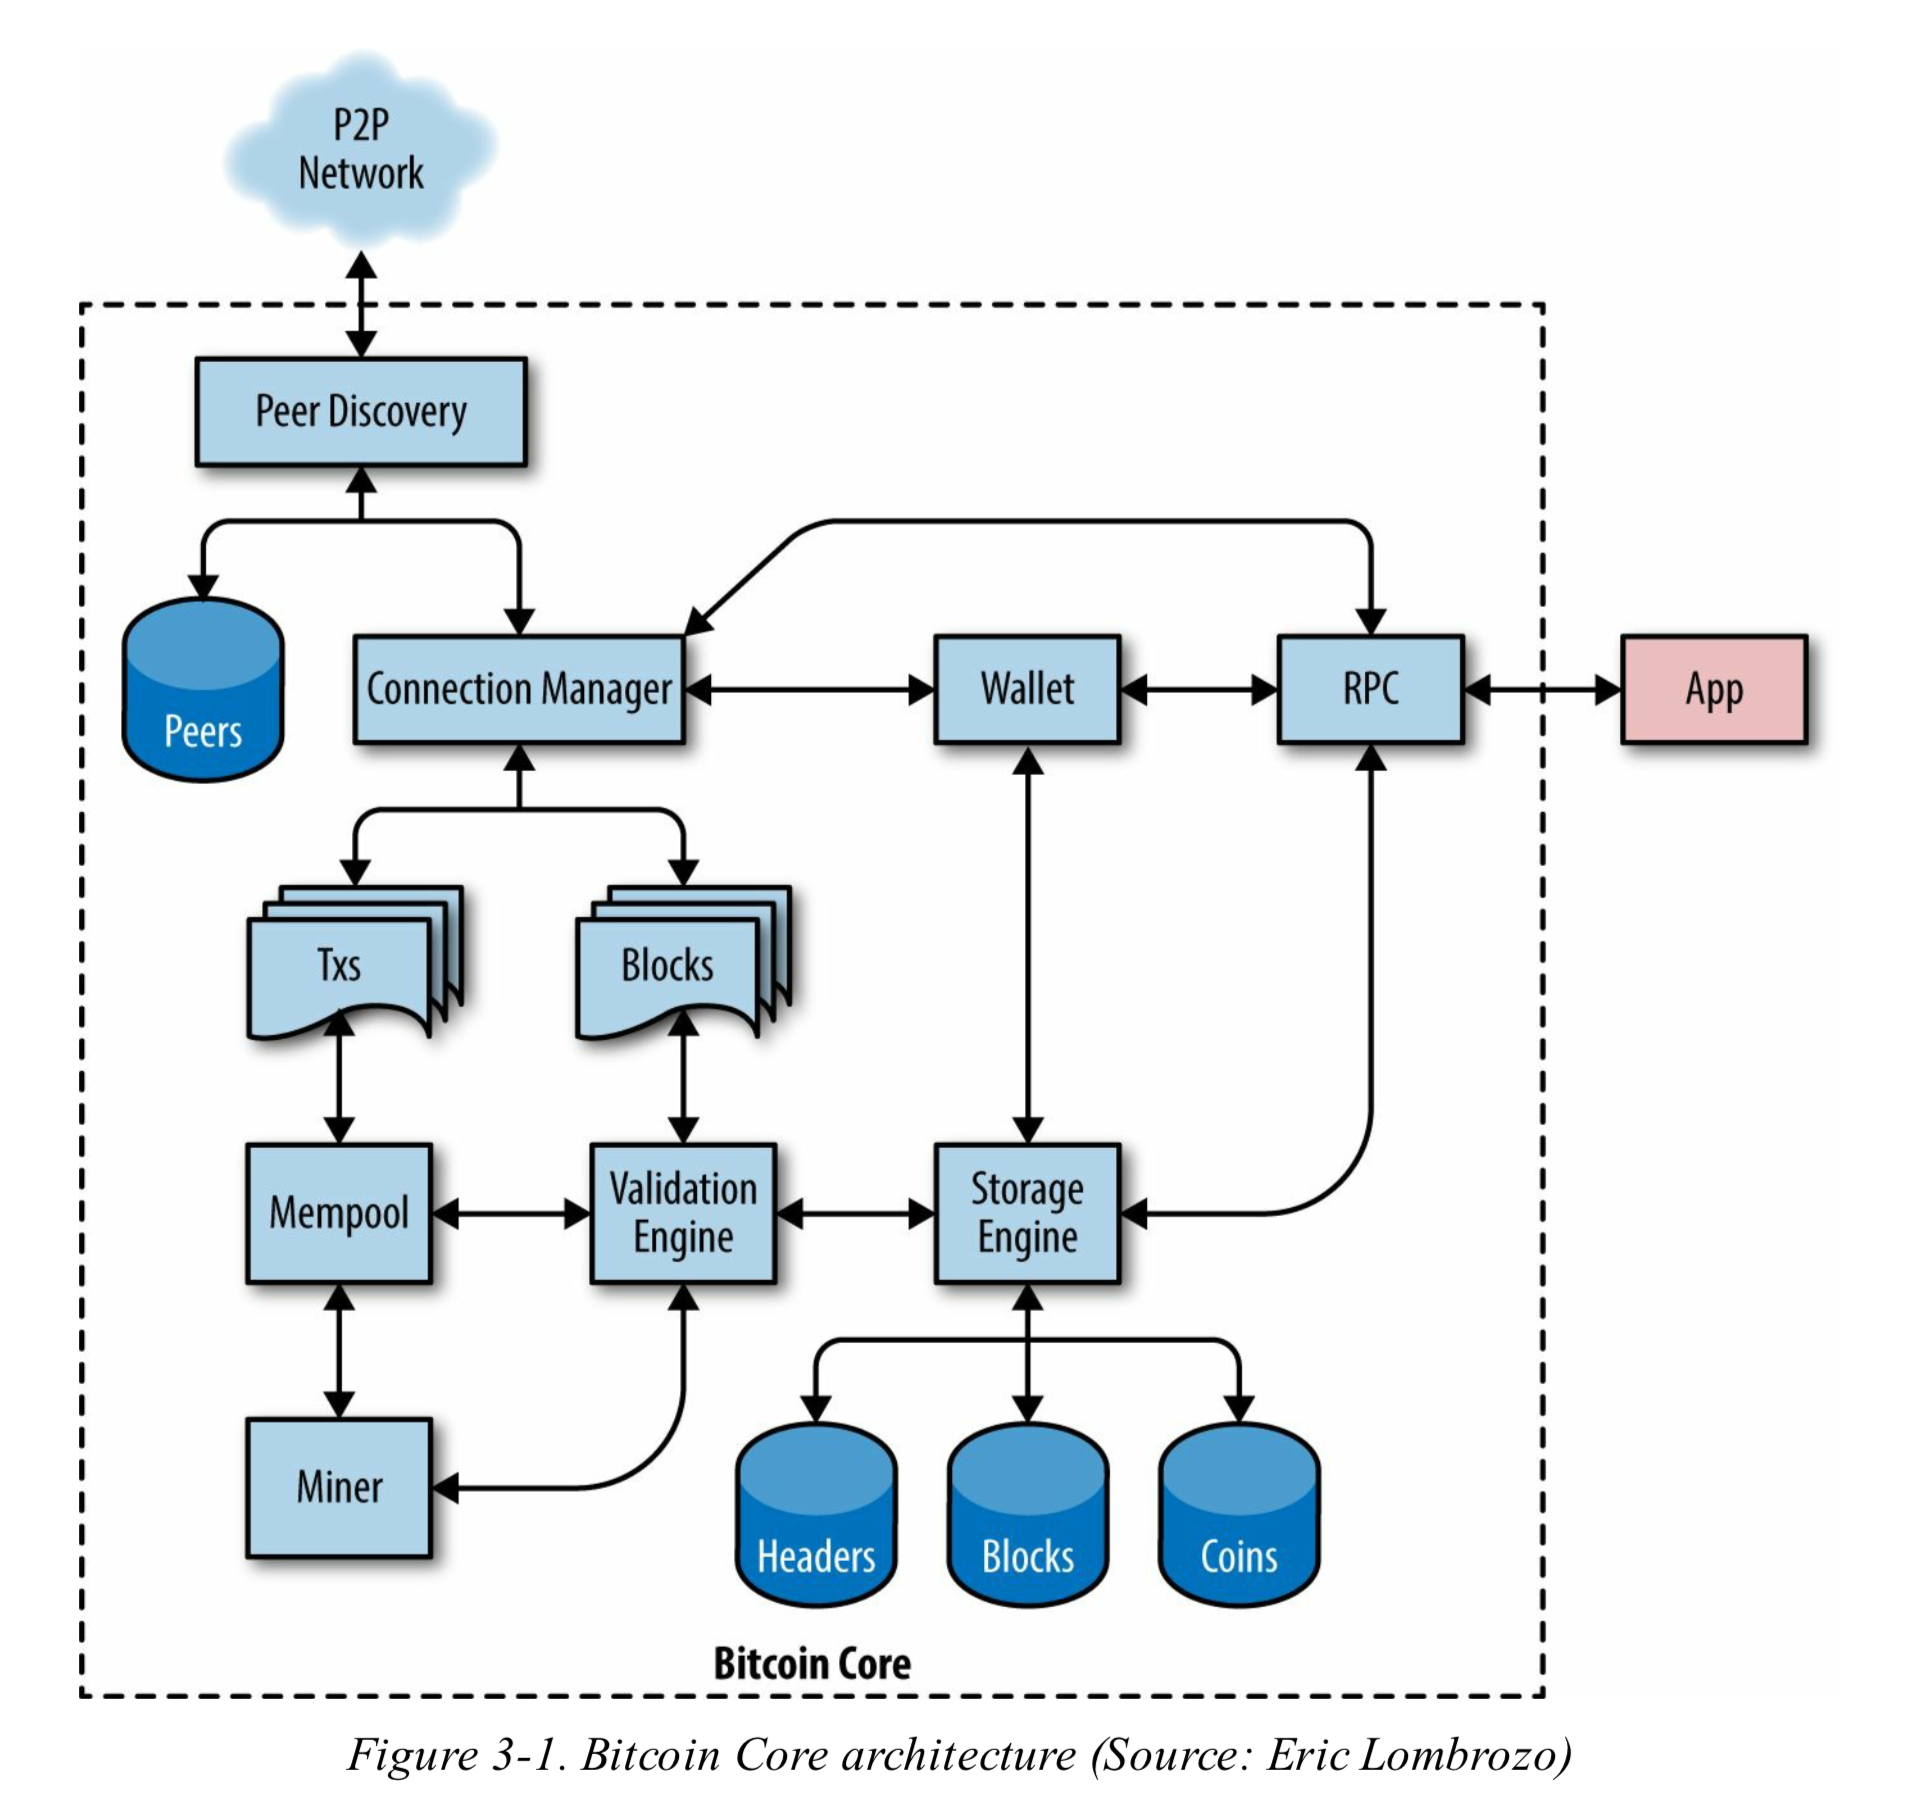 P2P
Network
Peer Discovery
Peers
Connection Manager
Wallet
RPC
App
Txs
Blocks
Mempool
Validation
Engine
Storage
Engine
Miner
Headers
Blocks
Coins
Bitcoin Core
Figure 3-1. Bitcoin Core architecture (Source: Eric Lombrozo)